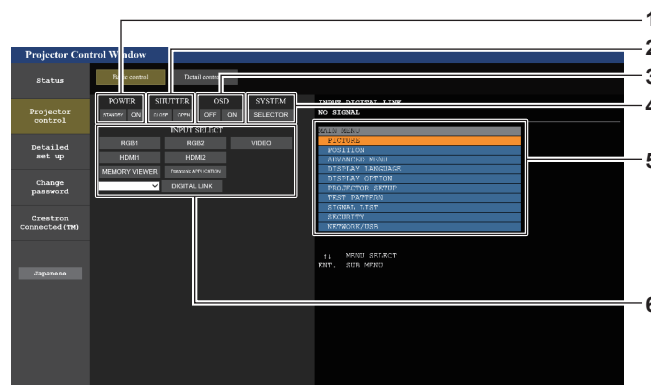 1
Projector Control Window
2
Status
Basic control
Detail control
3
POWER
SHUTTER
OSD
SYSTEM
INPUT DIGITAL LINK
4
STANDBY
ON
CLOSE
OPEN
OFF
ON
SELECTOR
NO SIGNAL
Projector
control
INPUT SELECT
MAIN MENU
RGB1
RGB2
VIDEO
PICTURE
POSITION
HDMI1
HDMI2
ADVANCED MENU
5
MEMORY VIEWER
Panasonic APPLICATION
DISPLAY LANGUAGE
DISPLAY OPTION
DIGITAL LINK
PROJECTOR SETUP
TEST PATTERN
SIGNAL LIST
SECURITY
NETWORK/USB
Detailed
set up
Change
password
Crestron
Connected(TM)
↑↓ MENU SELECT
ENT. SUB MENU
Japanese
6